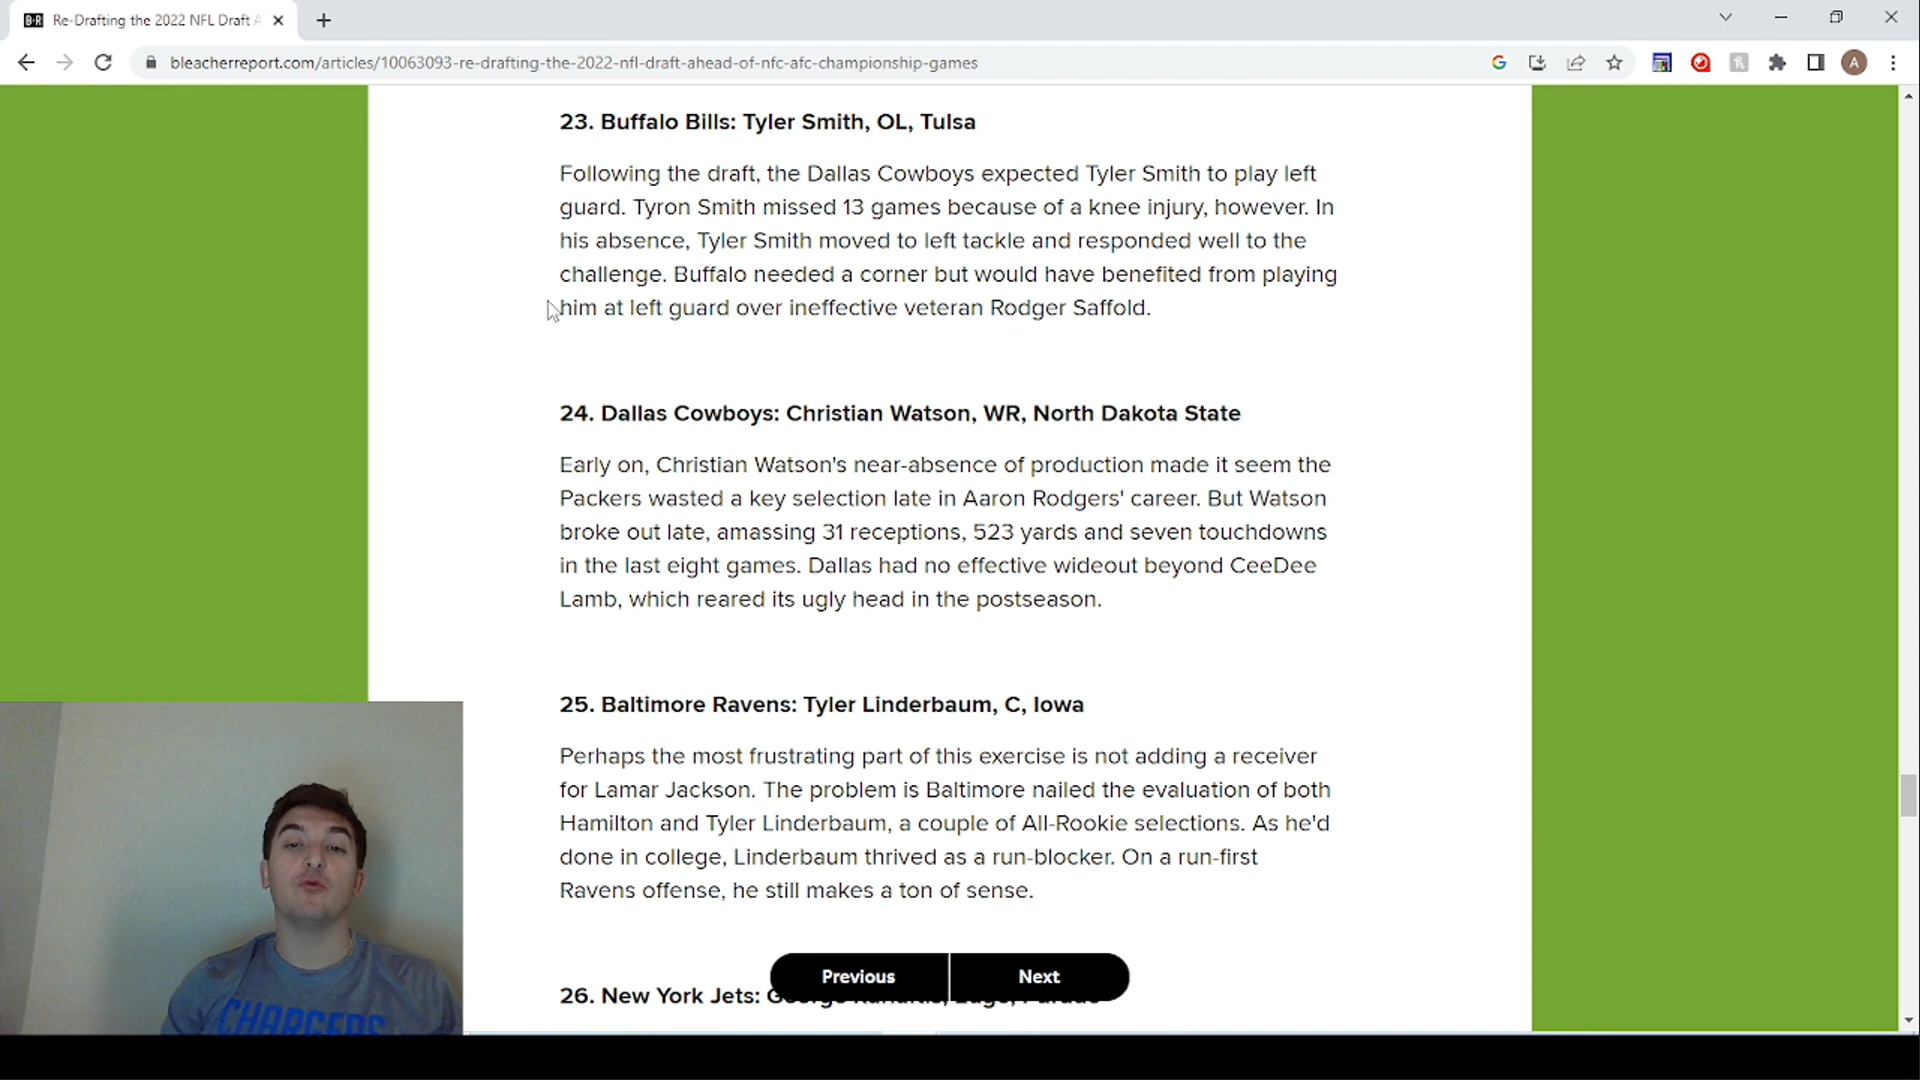 B/R Re-Drafting the 2022 NFL Draft A
bleacherreport.com/articles/10063093-re-drafting-the-2022-nfl-draft-ahead-of-nfc-afc-championship-games
A
23. Buffalo Bills: Tyler Smith, OL, Tulsa
Following the draft, the Dallas Cowboys expected Tyler Smith to play left
guard. Tyron Smith missed 13 games because of a knee injury, however. In
his absence, Tyler Smith moved to left tackle and responded well to the
challenge. Buffalo needed a corner but would have benefited from playing
him at left guard over ineffective veteran Rodger Saffold.
24. Dallas Cowboys: Christian Watson, WR, North Dakota State
Early on, Christian Watson's near-absence of production made it seem the
Packers wasted a key selection late in Aaron Rodgers' career. But Watson
broke out late, amassing 31 receptions, 523 yards and seven touchdowns
in the last eight games. Dallas had no effective wideout beyond CeeDee
Lamb, which reared its ugly head in the postseason.
25. Baltimore Ravens: Tyler Linderbaum, C, Iowa
Perhaps the most frustrating part of this exercise is not adding a receiver
for Lamar Jackson. The problem is Baltimore nailed the evaluation of both
Hamilton and Tyler Linderbaum, a couple of All-Rookie selections. As he'd
done in college, Linderbaum thrived as a run-blocker. On a run-first
Ravens offense, he still makes a ton of sense.
Previous Next
26. New York Jets:
CHARGERS